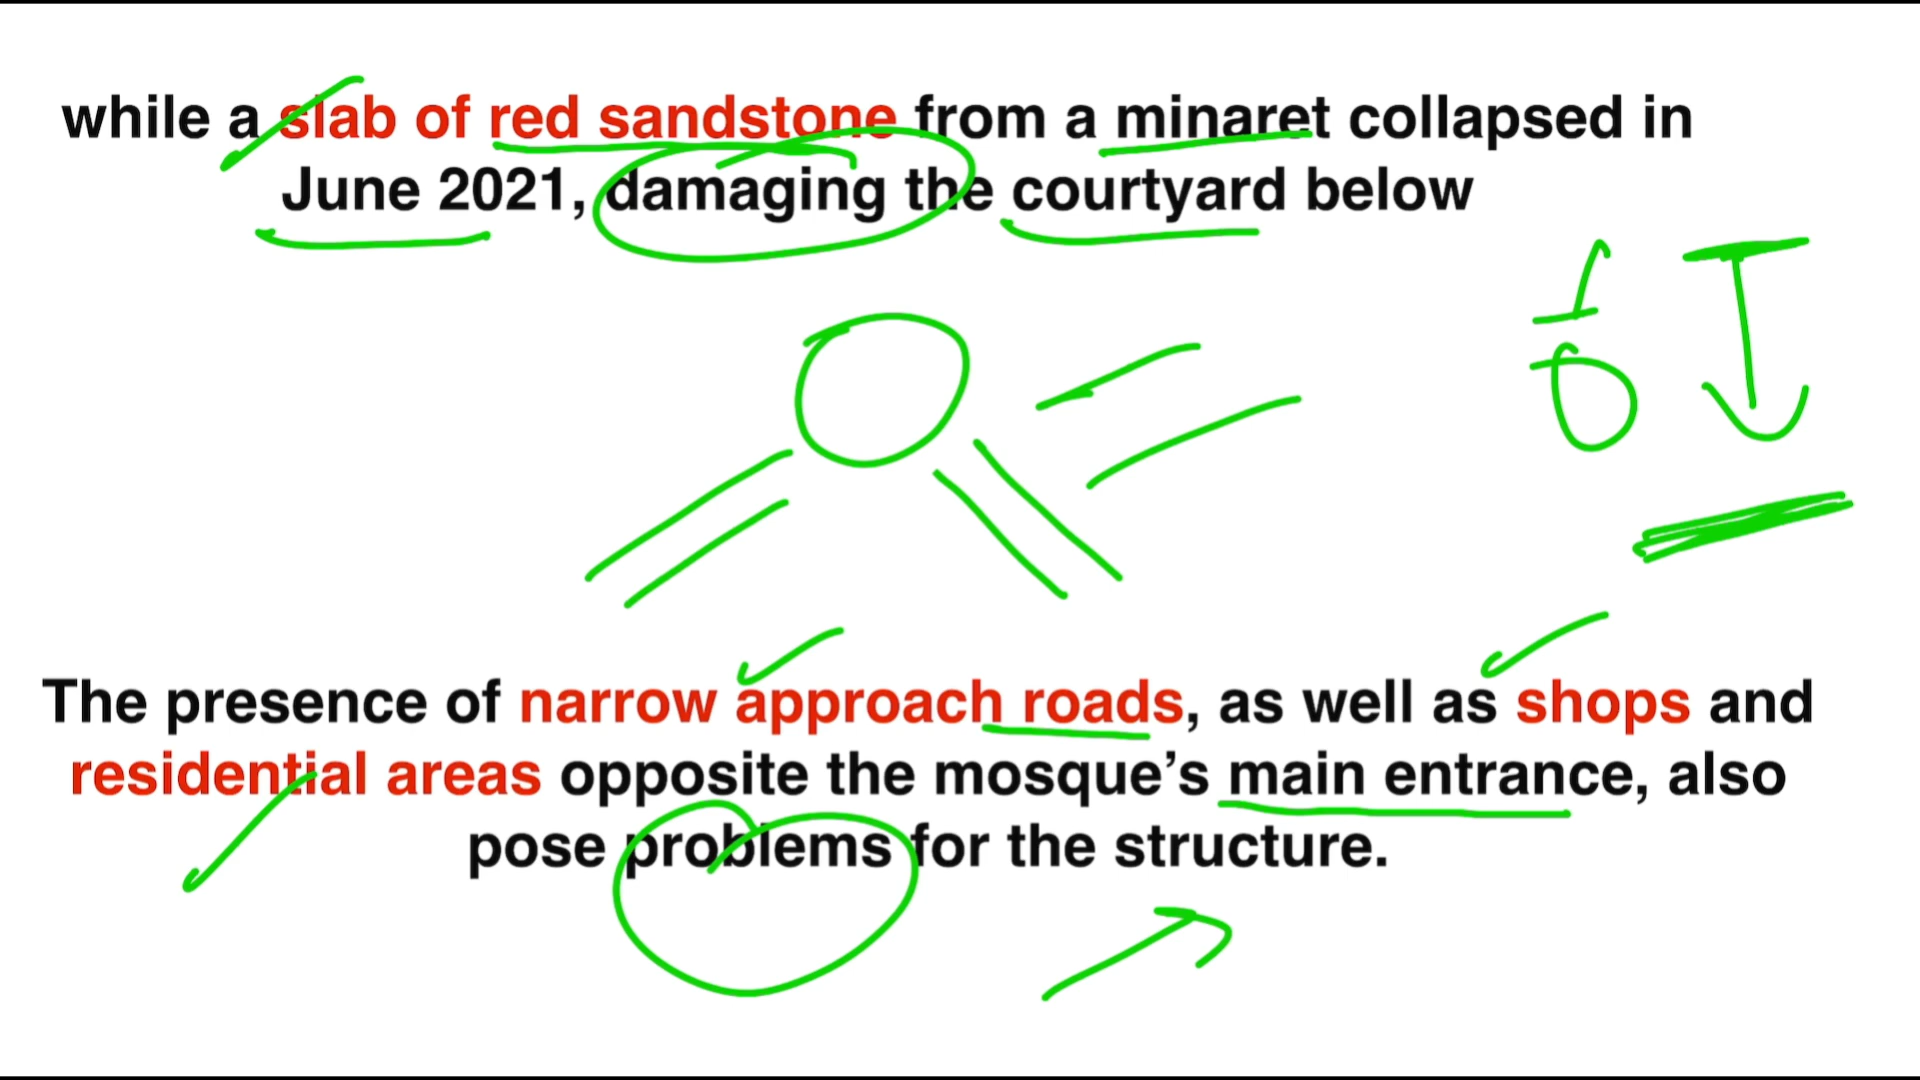 while a slab of red sandstone from a minaret collapsed in
June 2021, damaging the courtyard below
The presence of narrow approach roads, as well as shops and
residential areas opposite the mosque’s main entrance, also
pose problems for the structure.